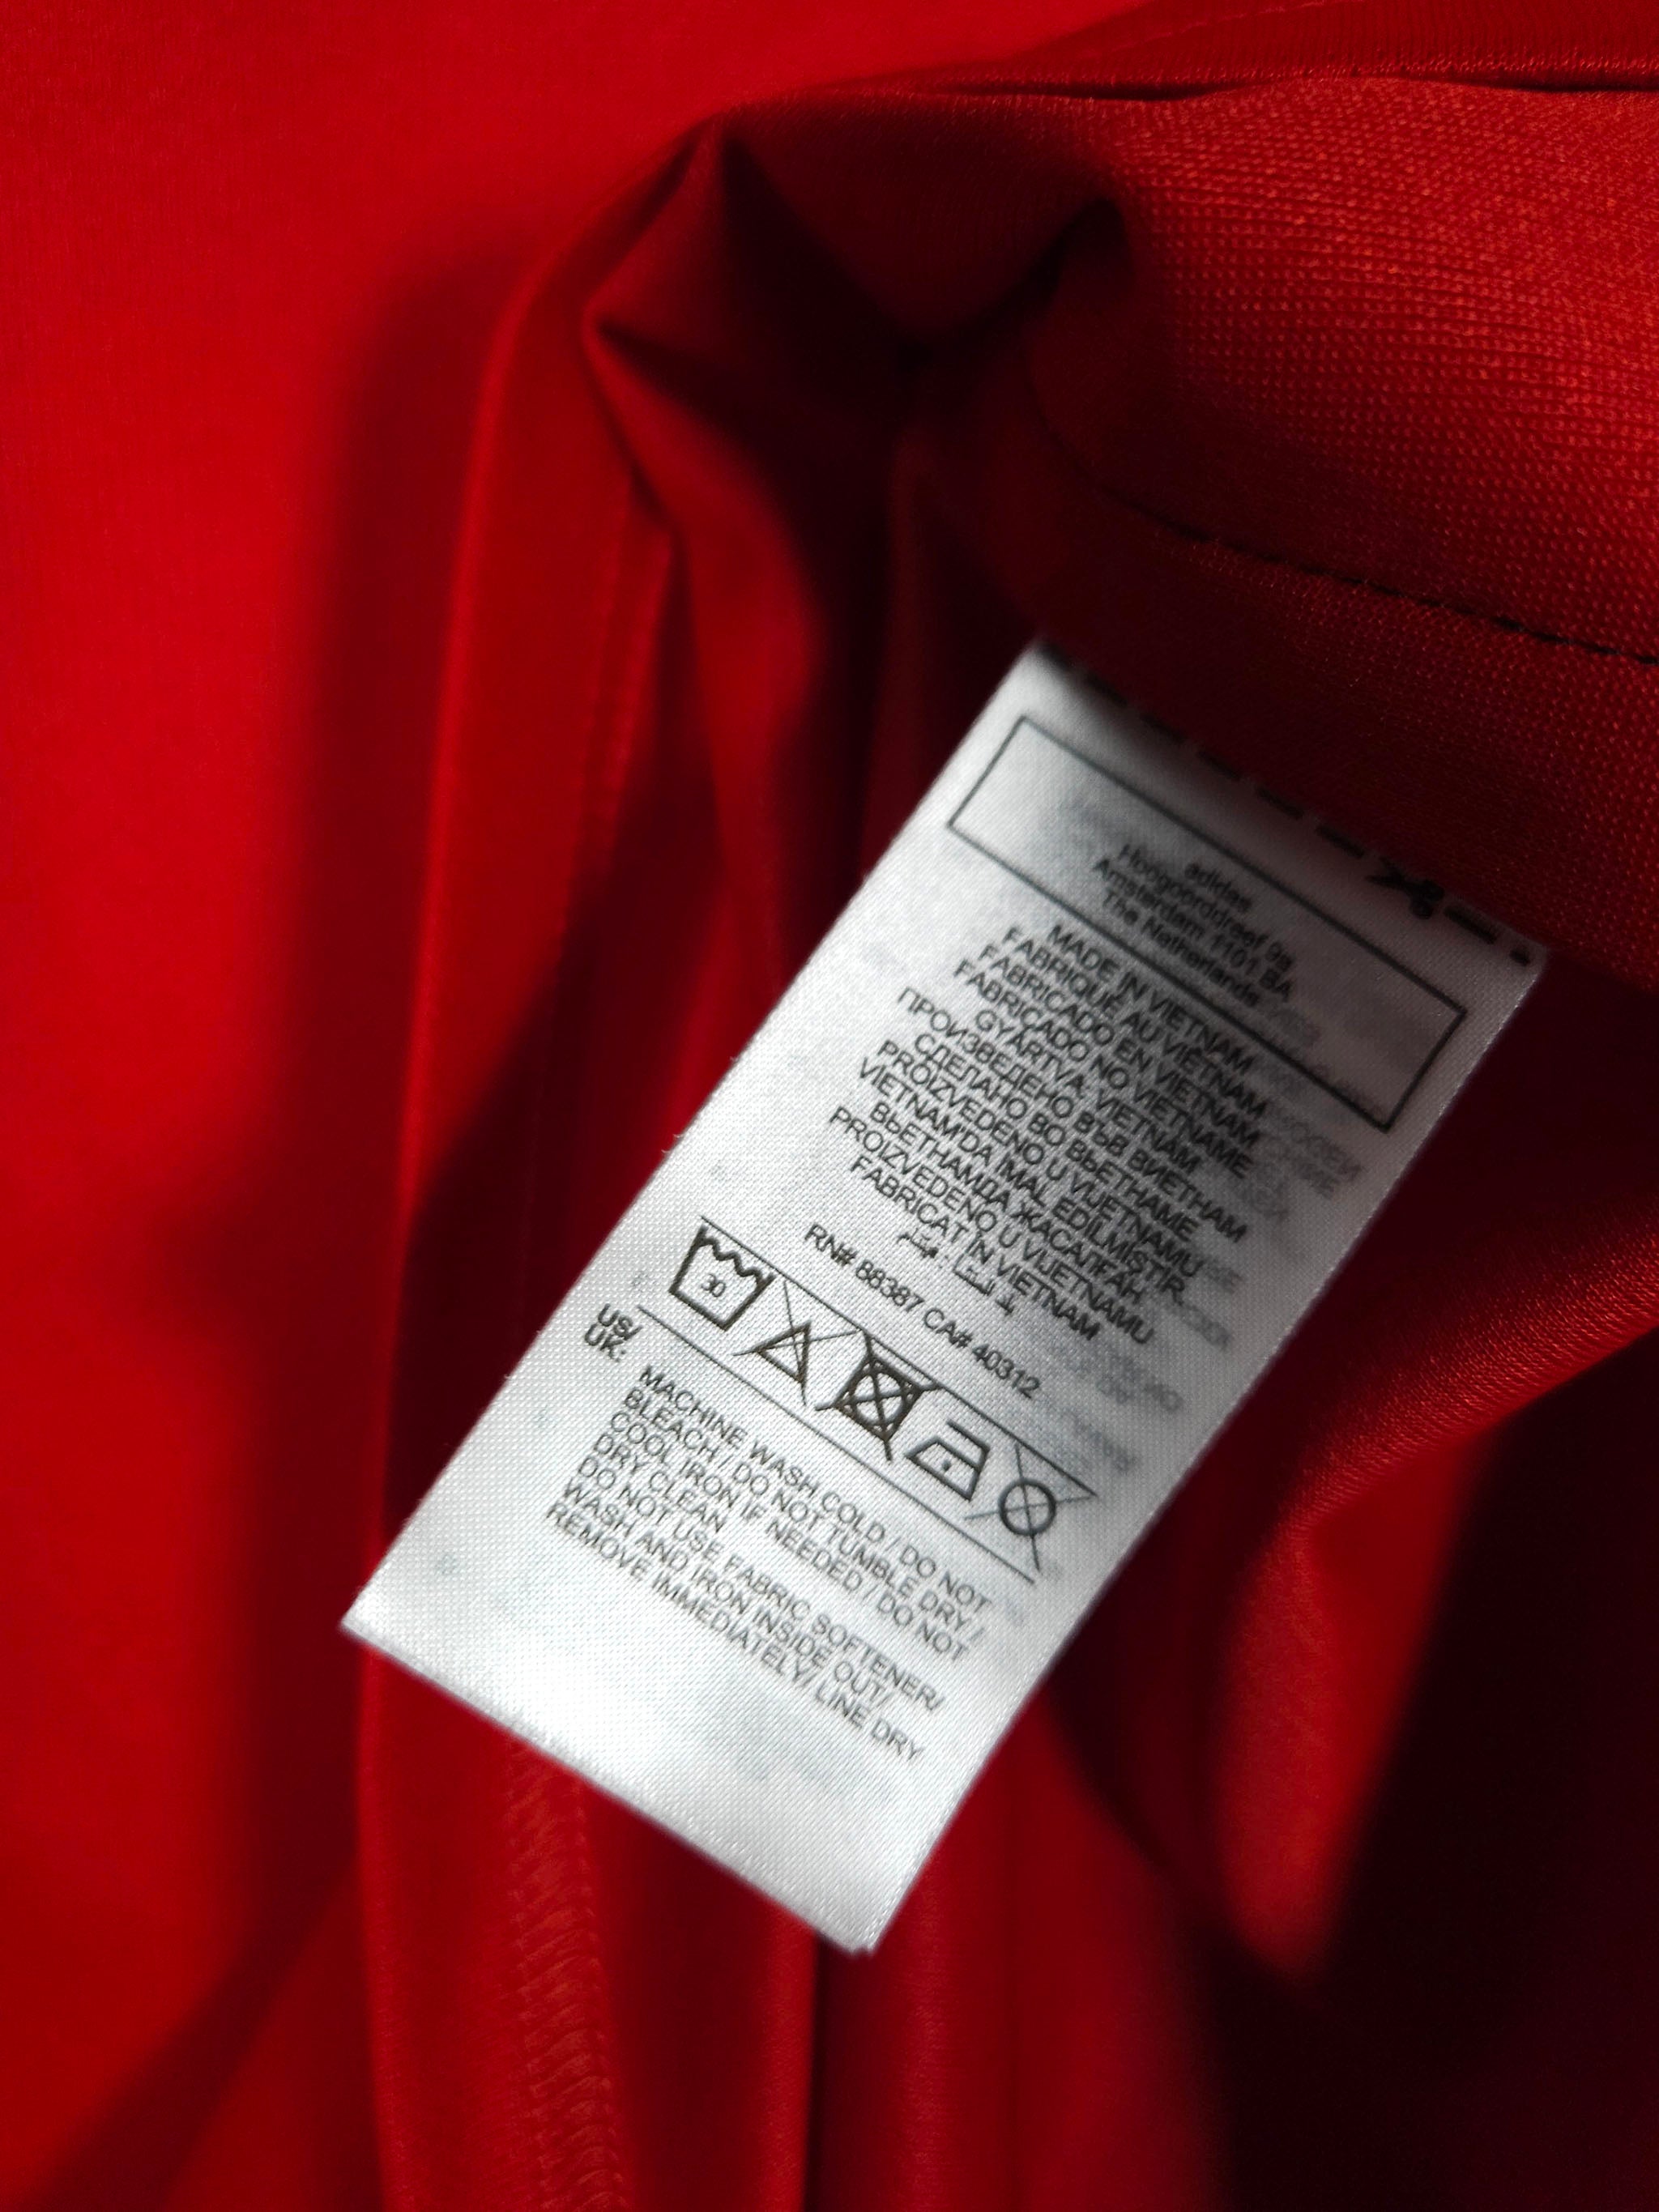 adidas
Hoogoorddreef 9a
Amsterdam 1101 BA
The Netherlands
MADE IN VIETNAM
FABRIQUÉ AU VIÊTNAM
FABRICADO EN VIETNAM
FABRICADO NO VIETNAME
GYÁRTVA: VIETNAM
ПРОИЗВЕДЕНО ВЪВ ВИЕТНАМ
СДЕЛАНО ВО ВЬЕТНАМЕ
PROIZVEDENO U VIJETNAMU
VIETNAM'DA İMAL EDİLMİŞTİR
ВЬЕТНАМДА ЖАСАЛҒАН
PROIZVEDENO U VIJETNAMU
FABRICAT ÎN VIETNAM
RN# 88387 CA# 40312
30
US/
UK:
MACHINE WASH COLD / DO NOT
BLEACH / DO NOT TUMBLE DRY /
COOL IRON IF NEEDED / DO NOT
DRY CLEAN
DO NOT USE FABRIC SOFTENER/
WASH AND IRON INSIDE OUT/
REMOVE IMMEDIATELY/ LINE DRY